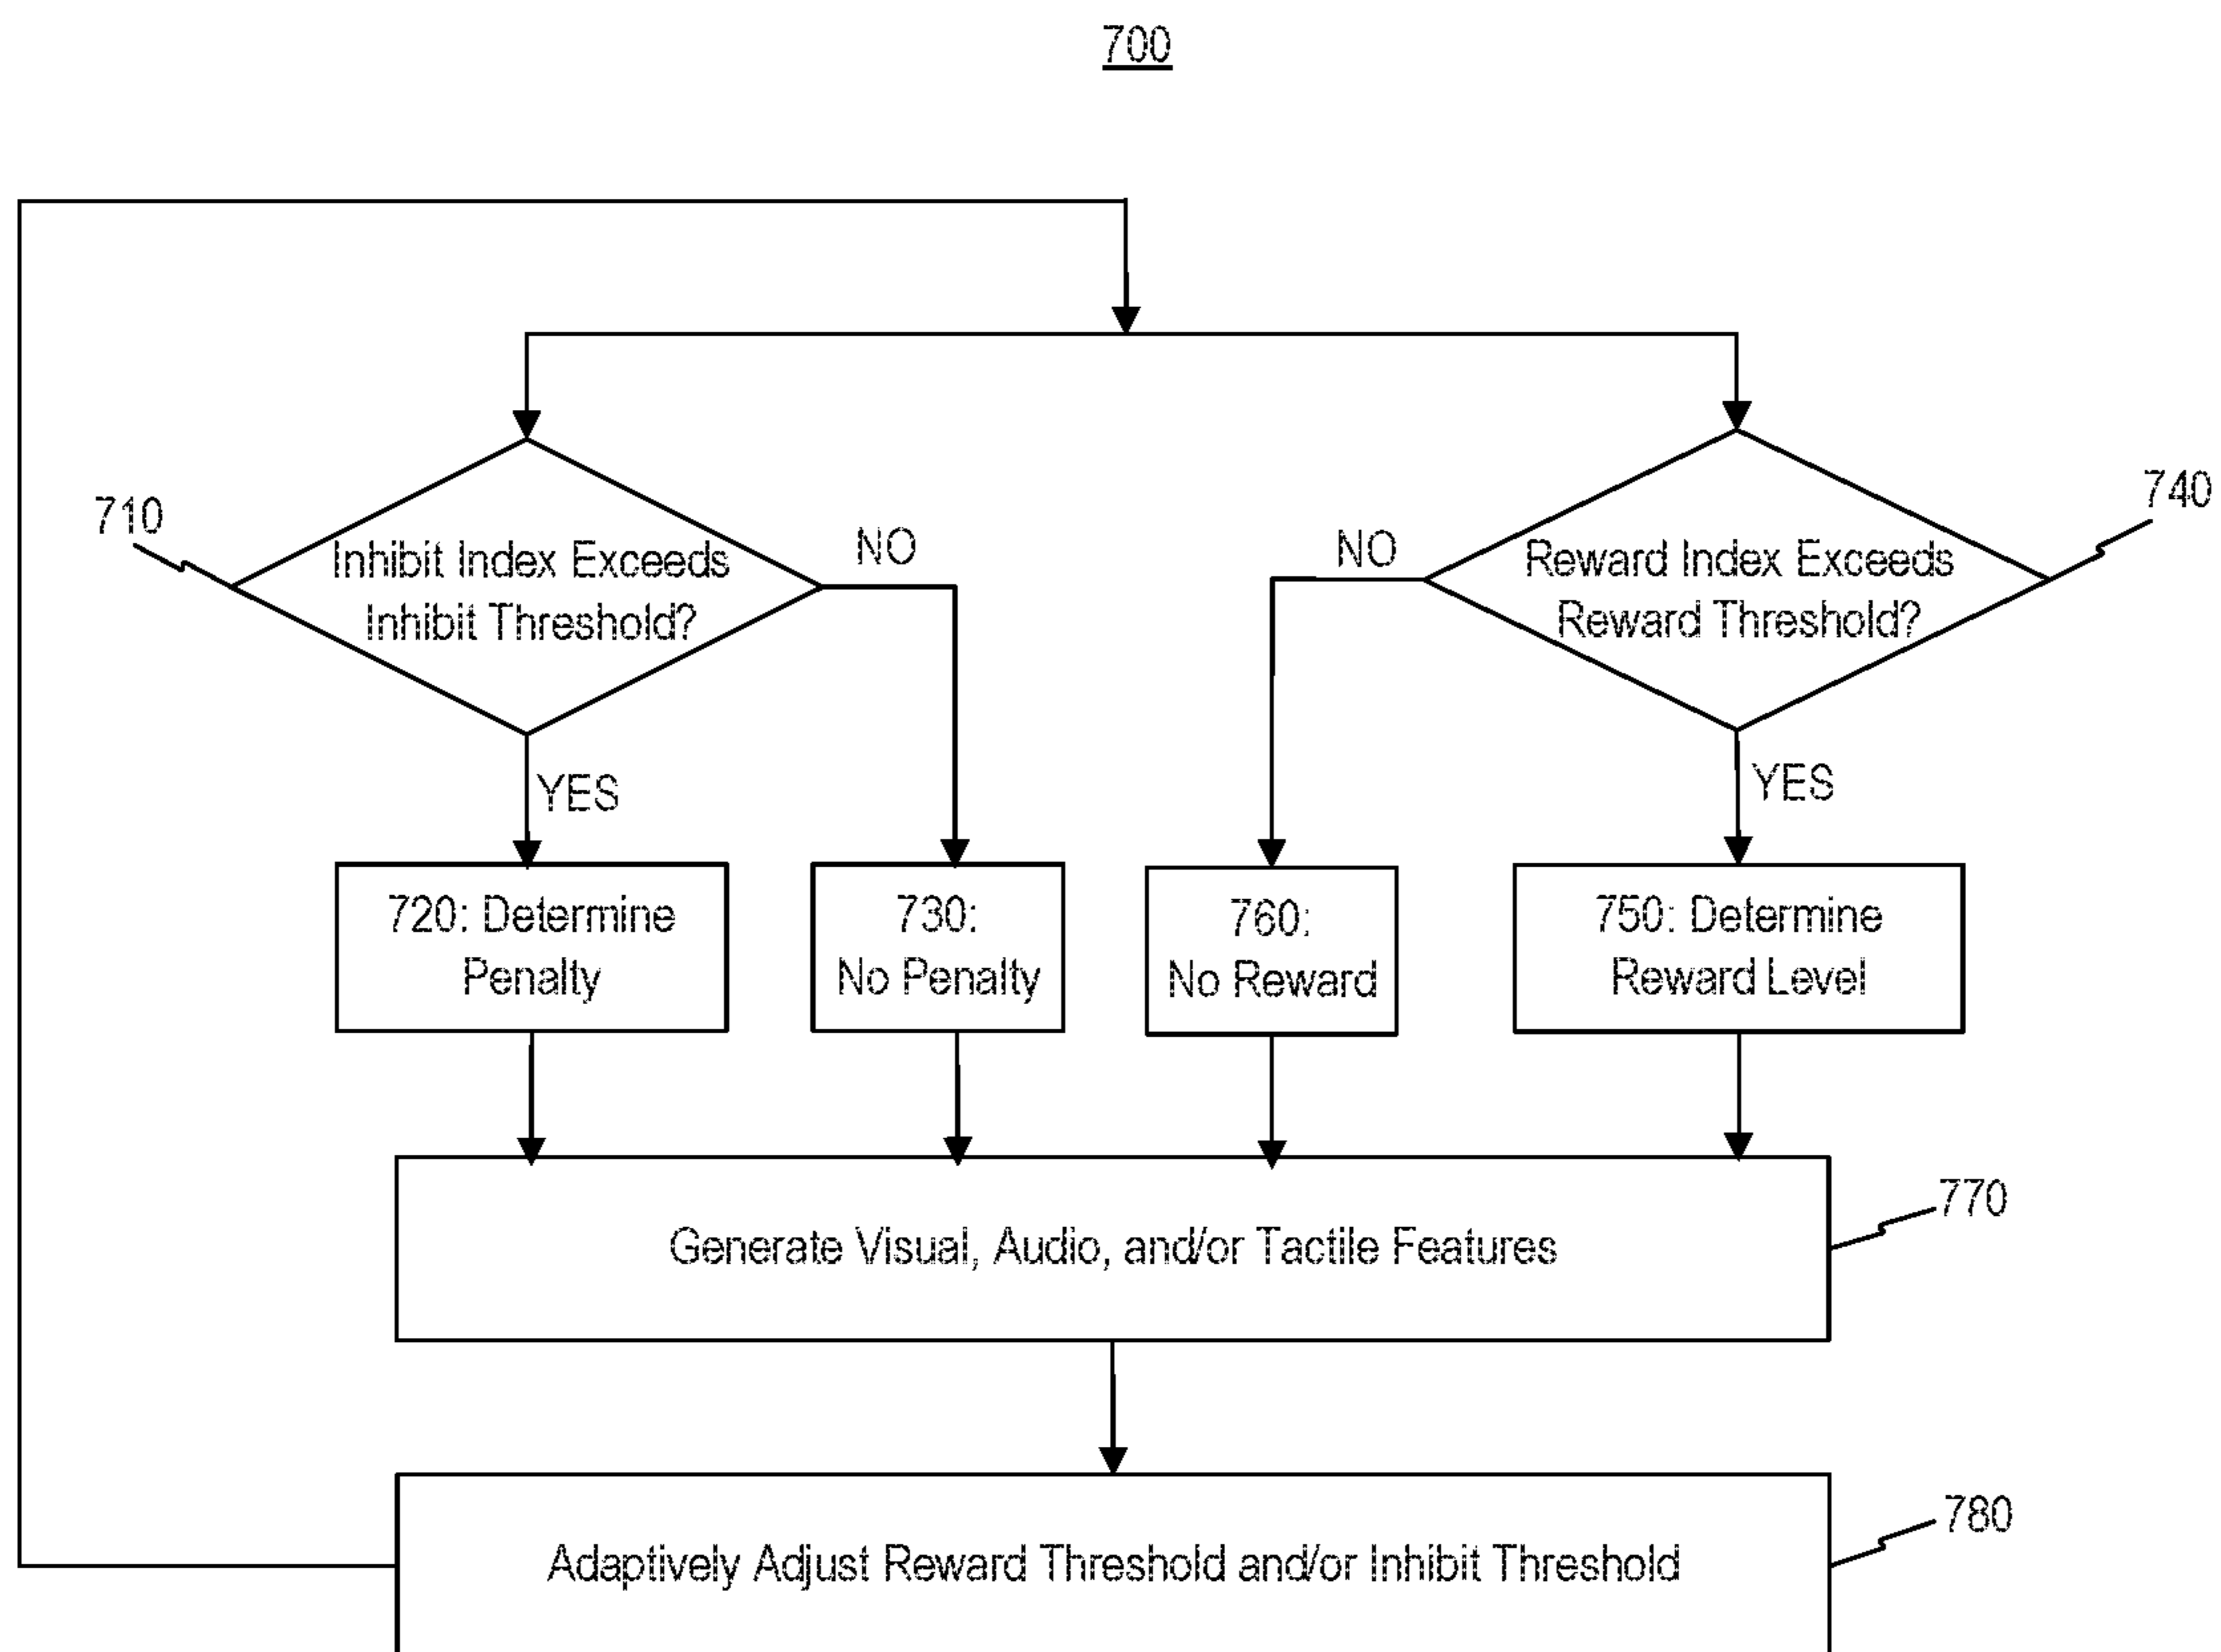 700
710
Inhibit Index Exceeds
Inhibit Threshold?
NO
YES
NO
Reward Index Exceeds
Reward Threshold?
740
YES
720: Determine
Penalty
730:
No Penalty
760:
No Reward
750: Determine
Reward Level
Generate Visual, Audio, and/or Tactile Features
770
Adaptively Adjust Reward Threshold and/or Inhibit Threshold
780